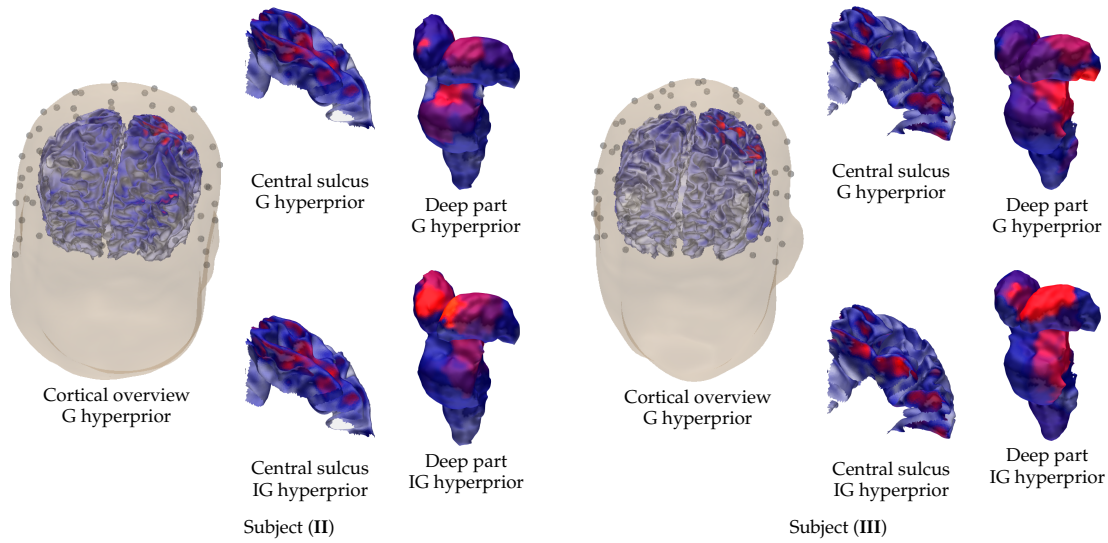 Central sulcus
G hyperprior
Deep part
G hyperprior
Cortical overview
G hyperprior
Central sulcus
IG hyperprior
Deep part
IG hyperprior
Subject (II)
Central sulcus
G hyperprior
Deep part
G hyperprior
Cortical overview
G hyperprior
Central sulcus
IG hyperprior
Deep part
IG hyperprior
Subject (III)